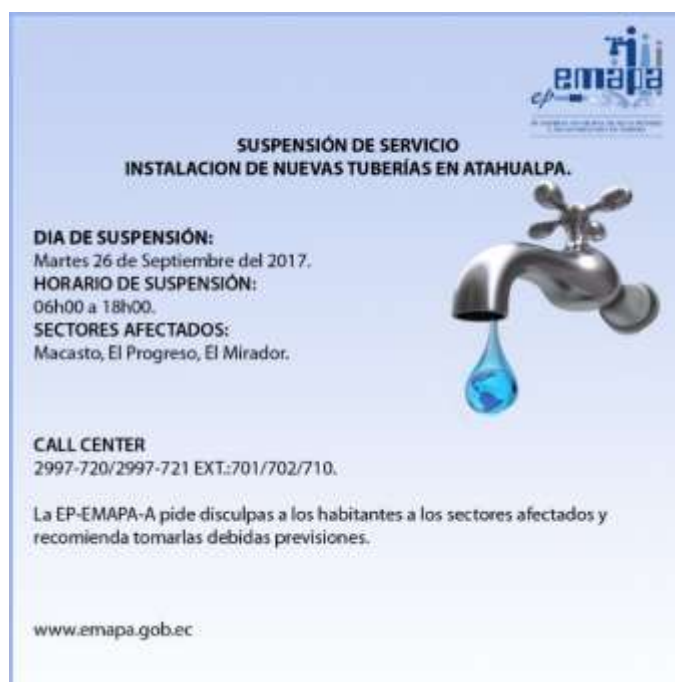 emapa
ep
SUSPENSIÓN DE SERVICIO
INSTALACION DE NUEVAS TUBERÍAS EN ATAHUALPA.
DIA DE SUSPENSIÓN:
Martes 26 de Septiembre del 2017.
HORARIO DE SUSPENSIÓN:
06h00 a 18h00.
SECTORES AFECTADOS:
Macasto, El Progreso, El Mirador.
CALL CENTER
2997-720/2997-721 EXT.:701/702/710.
La EP-EMAPA-A pide disculpas a los habitantes a los sectores afectados y
recomienda tomarlas debidas previsiones.
www.emapa.gob.ec